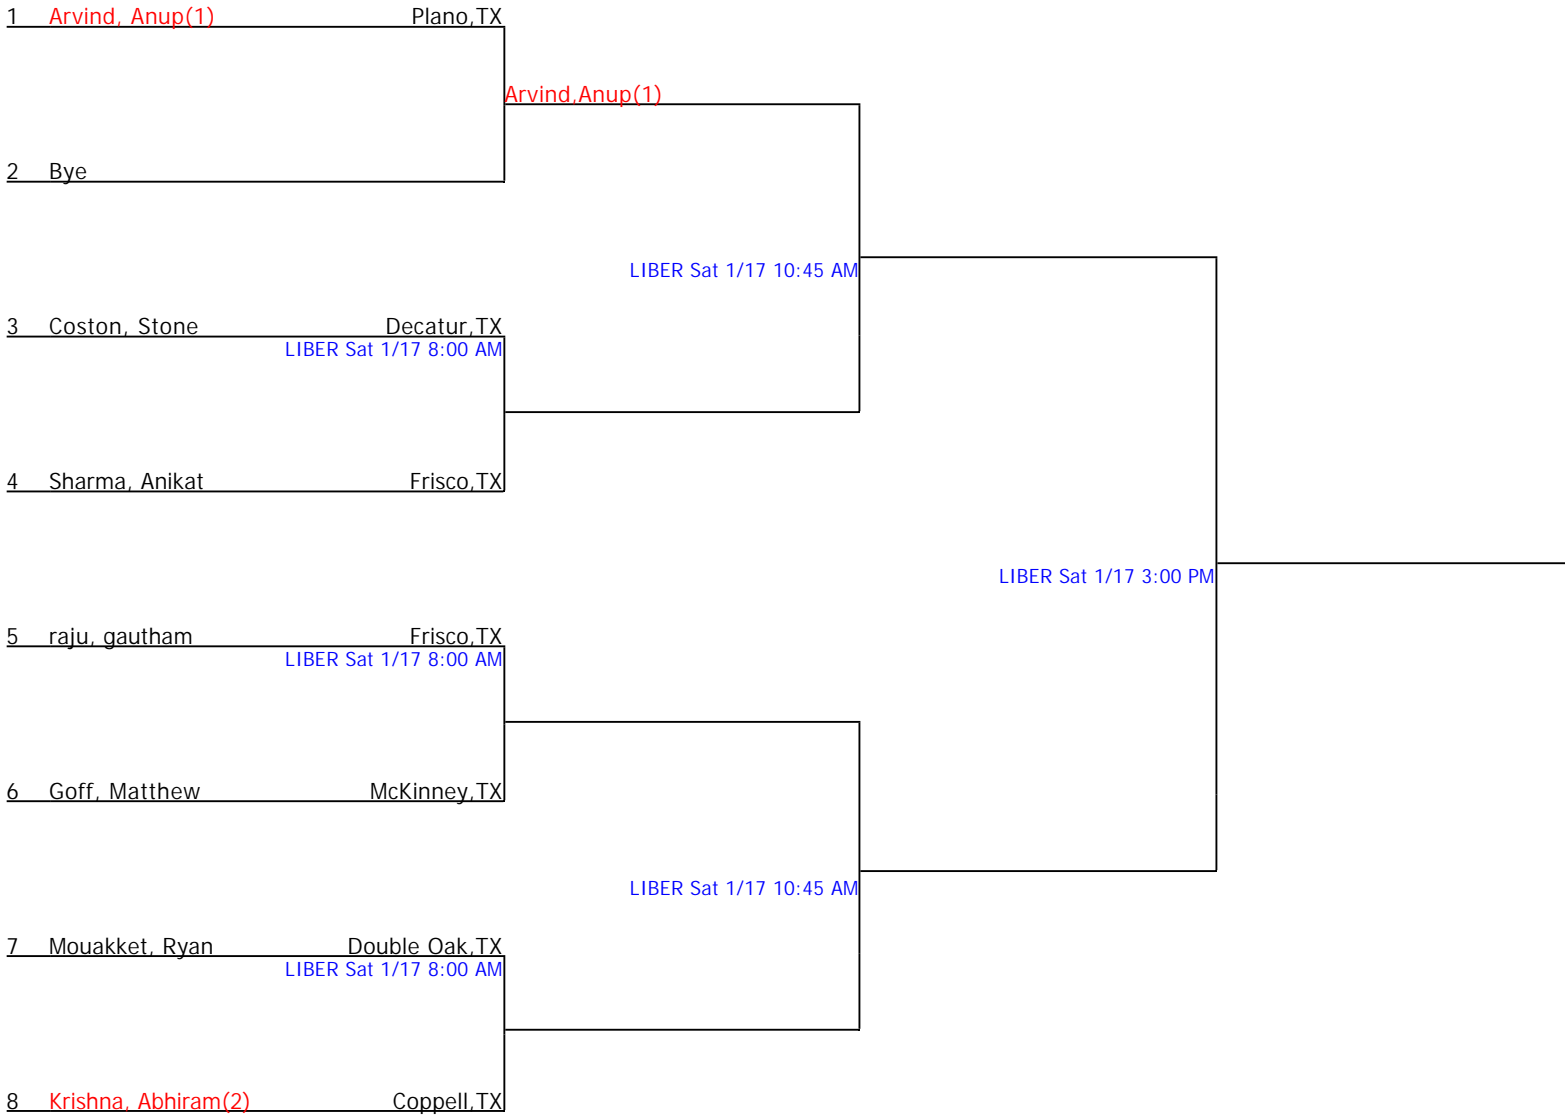 1 Arvind, Anup(1) Plano,TX
Arvind,Anup(1)
2 Bye
LIBER Sat 1/17 10:45 AM
3 Coston, Stone Decatur,TX
LIBER Sat 1/17 8:00 AM
4 Sharma, Anikat Frisco,TX
LIBER Sat 1/17 3:00 PM
5 raju, gautham Frisco,TX
LIBER Sat 1/17 8:00 AM
6 Goff, Matthew McKinney,TX
LIBER Sat 1/17 10:45 AM
7 Mouakket, Ryan Double Oak,TX
LIBER Sat 1/17 8:00 AM
8 Krishna, Abhiram(2) Coppell,TX